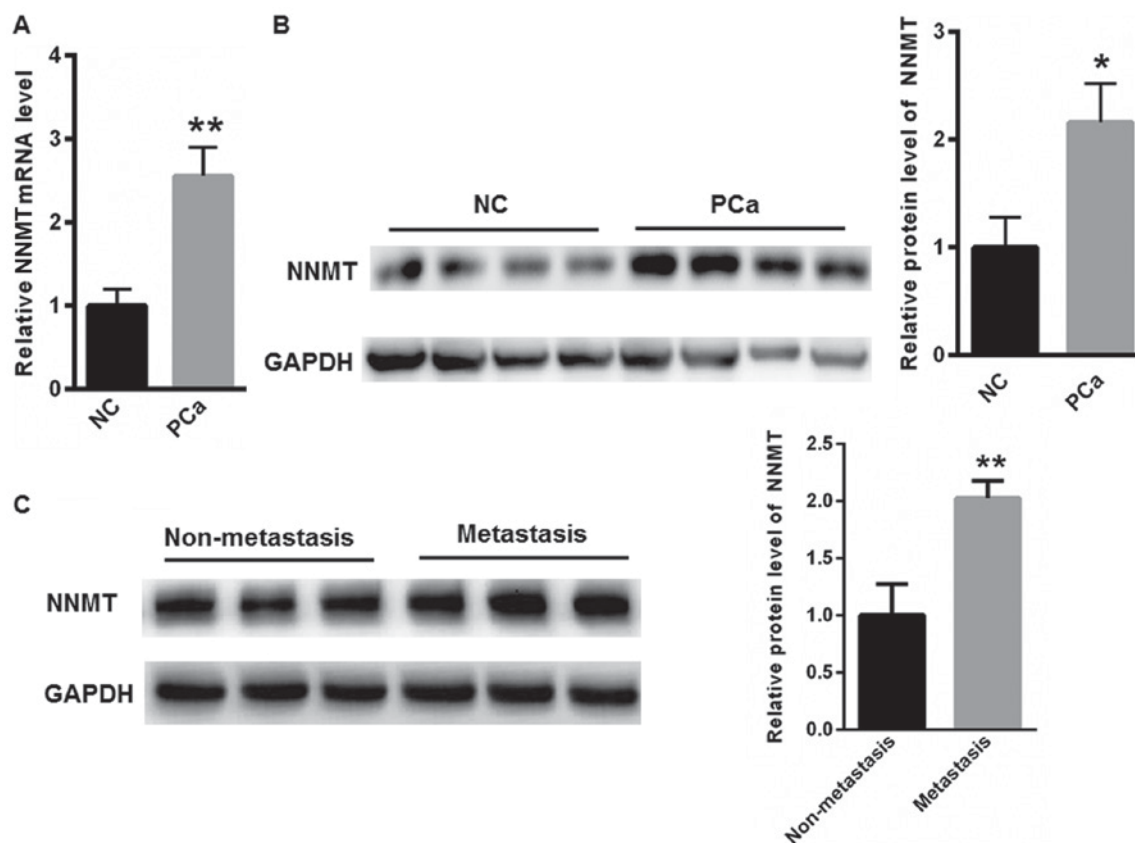 A
Relative NNMT mRNA level
4
3
2
1
0
**
NC
PCa
B
NC
PCa
NNMT
GAPDH
Relative protein level of NNMT
3
2
1
0
*
NC
PCa
C
Non-metastasis
Metastasis
NNMT
GAPDH
Relative protein level of NNMT
2.5
2.0
1.5
1.0
0.5
0.0
**
Non-metastasis
Metastasis